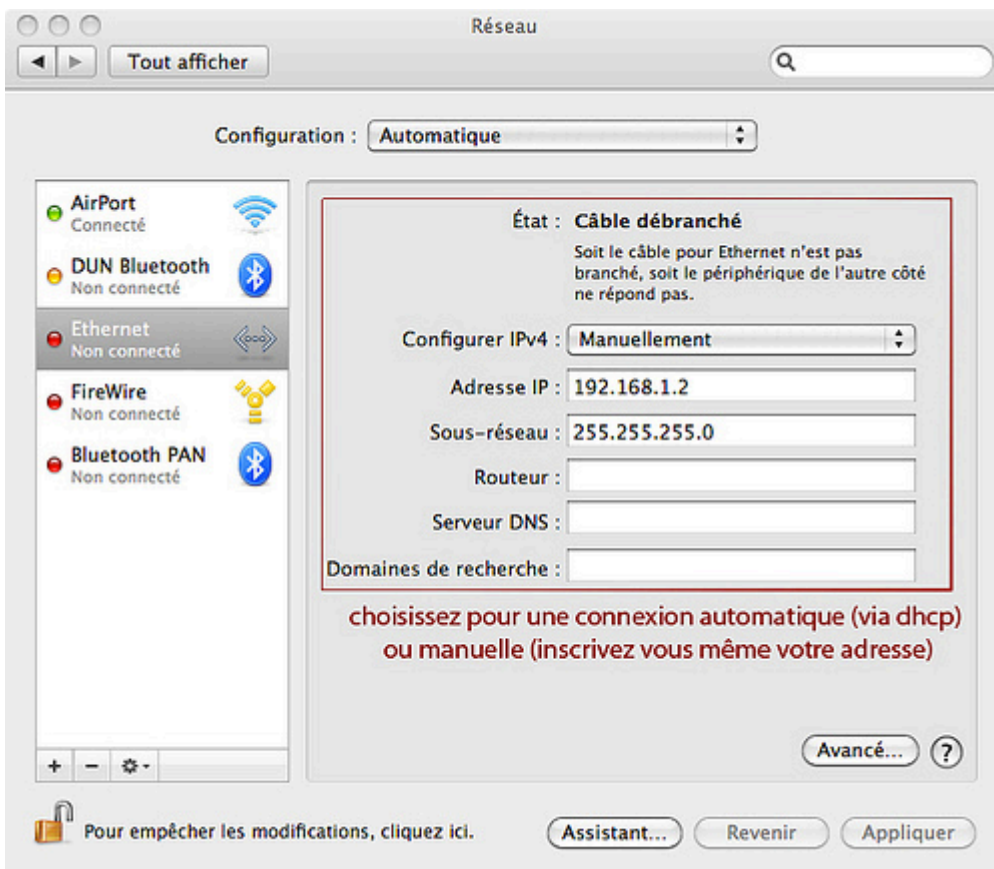 Réseau
Tout afficher
Configuration : Automatique
AirPort
Connecté
DUN Bluetooth
Non connecté
Ethernet
Non connecté
FireWire
Non connecté
Bluetooth PAN
Non connecté
État : Câble débranché
Soit le câble pour Ethernet n'est pas
branché, soit le périphérique de l'autre côté
ne répond pas.
Configurer IPv4 : Manuellement
Adresse IP : 192.168.1.2
Sous-réseau : 255.255.255.0
Routeur :
Serveur DNS :
Domaines de recherche :
choisissez pour une connexion automatique (via dhcp)
ou manuelle (inscrivez vous même votre adresse)
Avancé... ?
+ −
Pour empêcher les modifications, cliquez ici.
Assistant... Revenir Appliquer